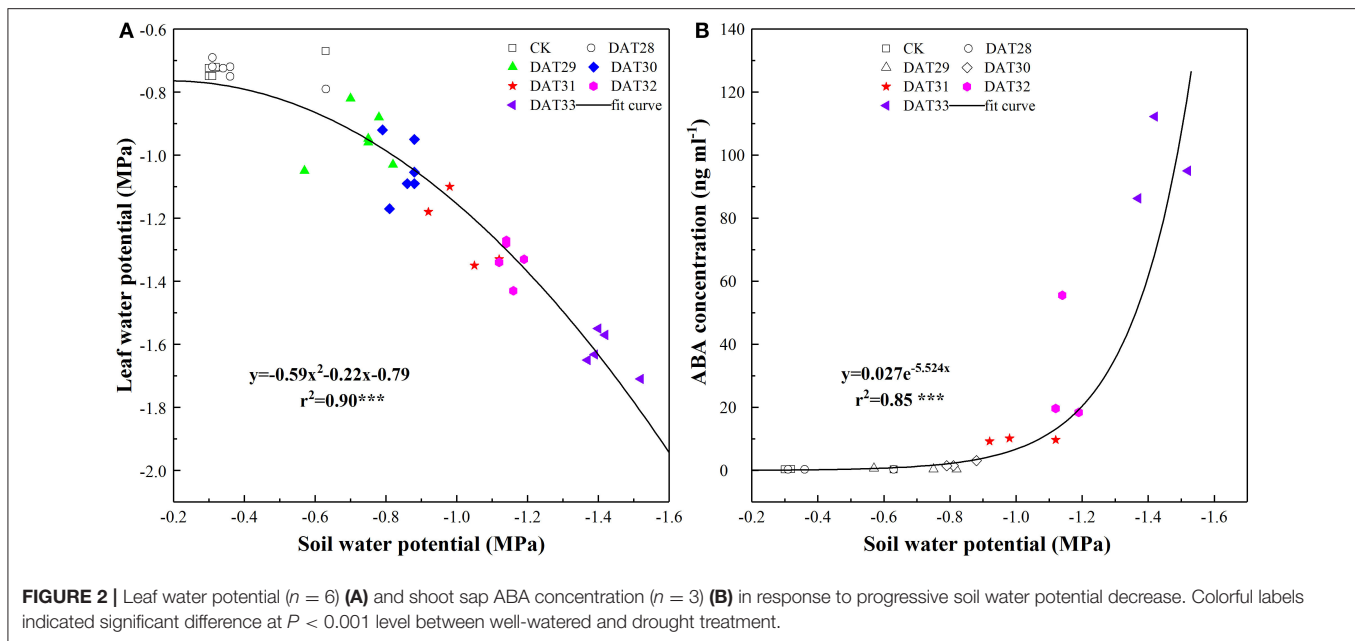 A
-0.6
-0.8
-1.0
-1.2
-1.4
-1.6
-1.8
-2.0
Leaf water potential (MPa)
CK DAT28
DAT29 DAT30
DAT31 DAT32
DAT33 fit curve
y=-0.59x²-0.22x-0.79
r²=0.90***
-0.2 -0.4 -0.6 -0.8 -1.0 -1.2 -1.4 -1.6
Soil water potential (MPa)
B
140
120
100
80
60
40
20
0
-10
ABA concentration (ng ml⁻¹)
CK DAT28
DAT29 DAT30
DAT31 DAT32
DAT33 fit curve
y=0.027e^-5.524x
r²=0.85 ***
-0.2 -0.4 -0.6 -0.8 -1.0 -1.2 -1.4 -1.6
Soil water potential (MPa)
FIGURE 2 | Leaf water potential (n = 6) (A) and shoot sap ABA concentration (n = 3) (B) in response to progressive soil water potential decrease. Colorful labels
indicated significant difference at P < 0.001 level between well-watered and drought treatment.